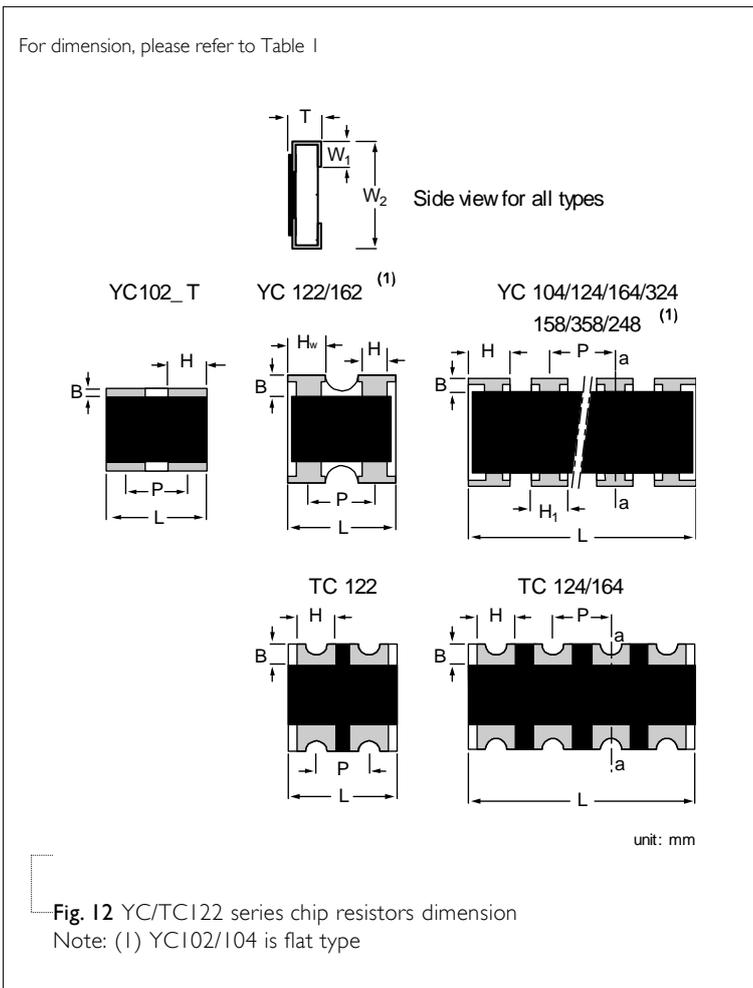 For dimension, please refer to Table 1
T
W1
W2
Side view for all types
YC102_ T
YC 122/162 (1)
YC 104/124/164/324
158/358/248 (1)
H
B
P
L
Hw
H
B
P
L
H
P
a
B
a
H1
L
TC 122
TC 124/164
H
B
P
L
H
P
a
B
a
L
unit: mm
Fig. 12 YC/TC122 series chip resistors dimension
Note: (1) YC102/104 is flat type